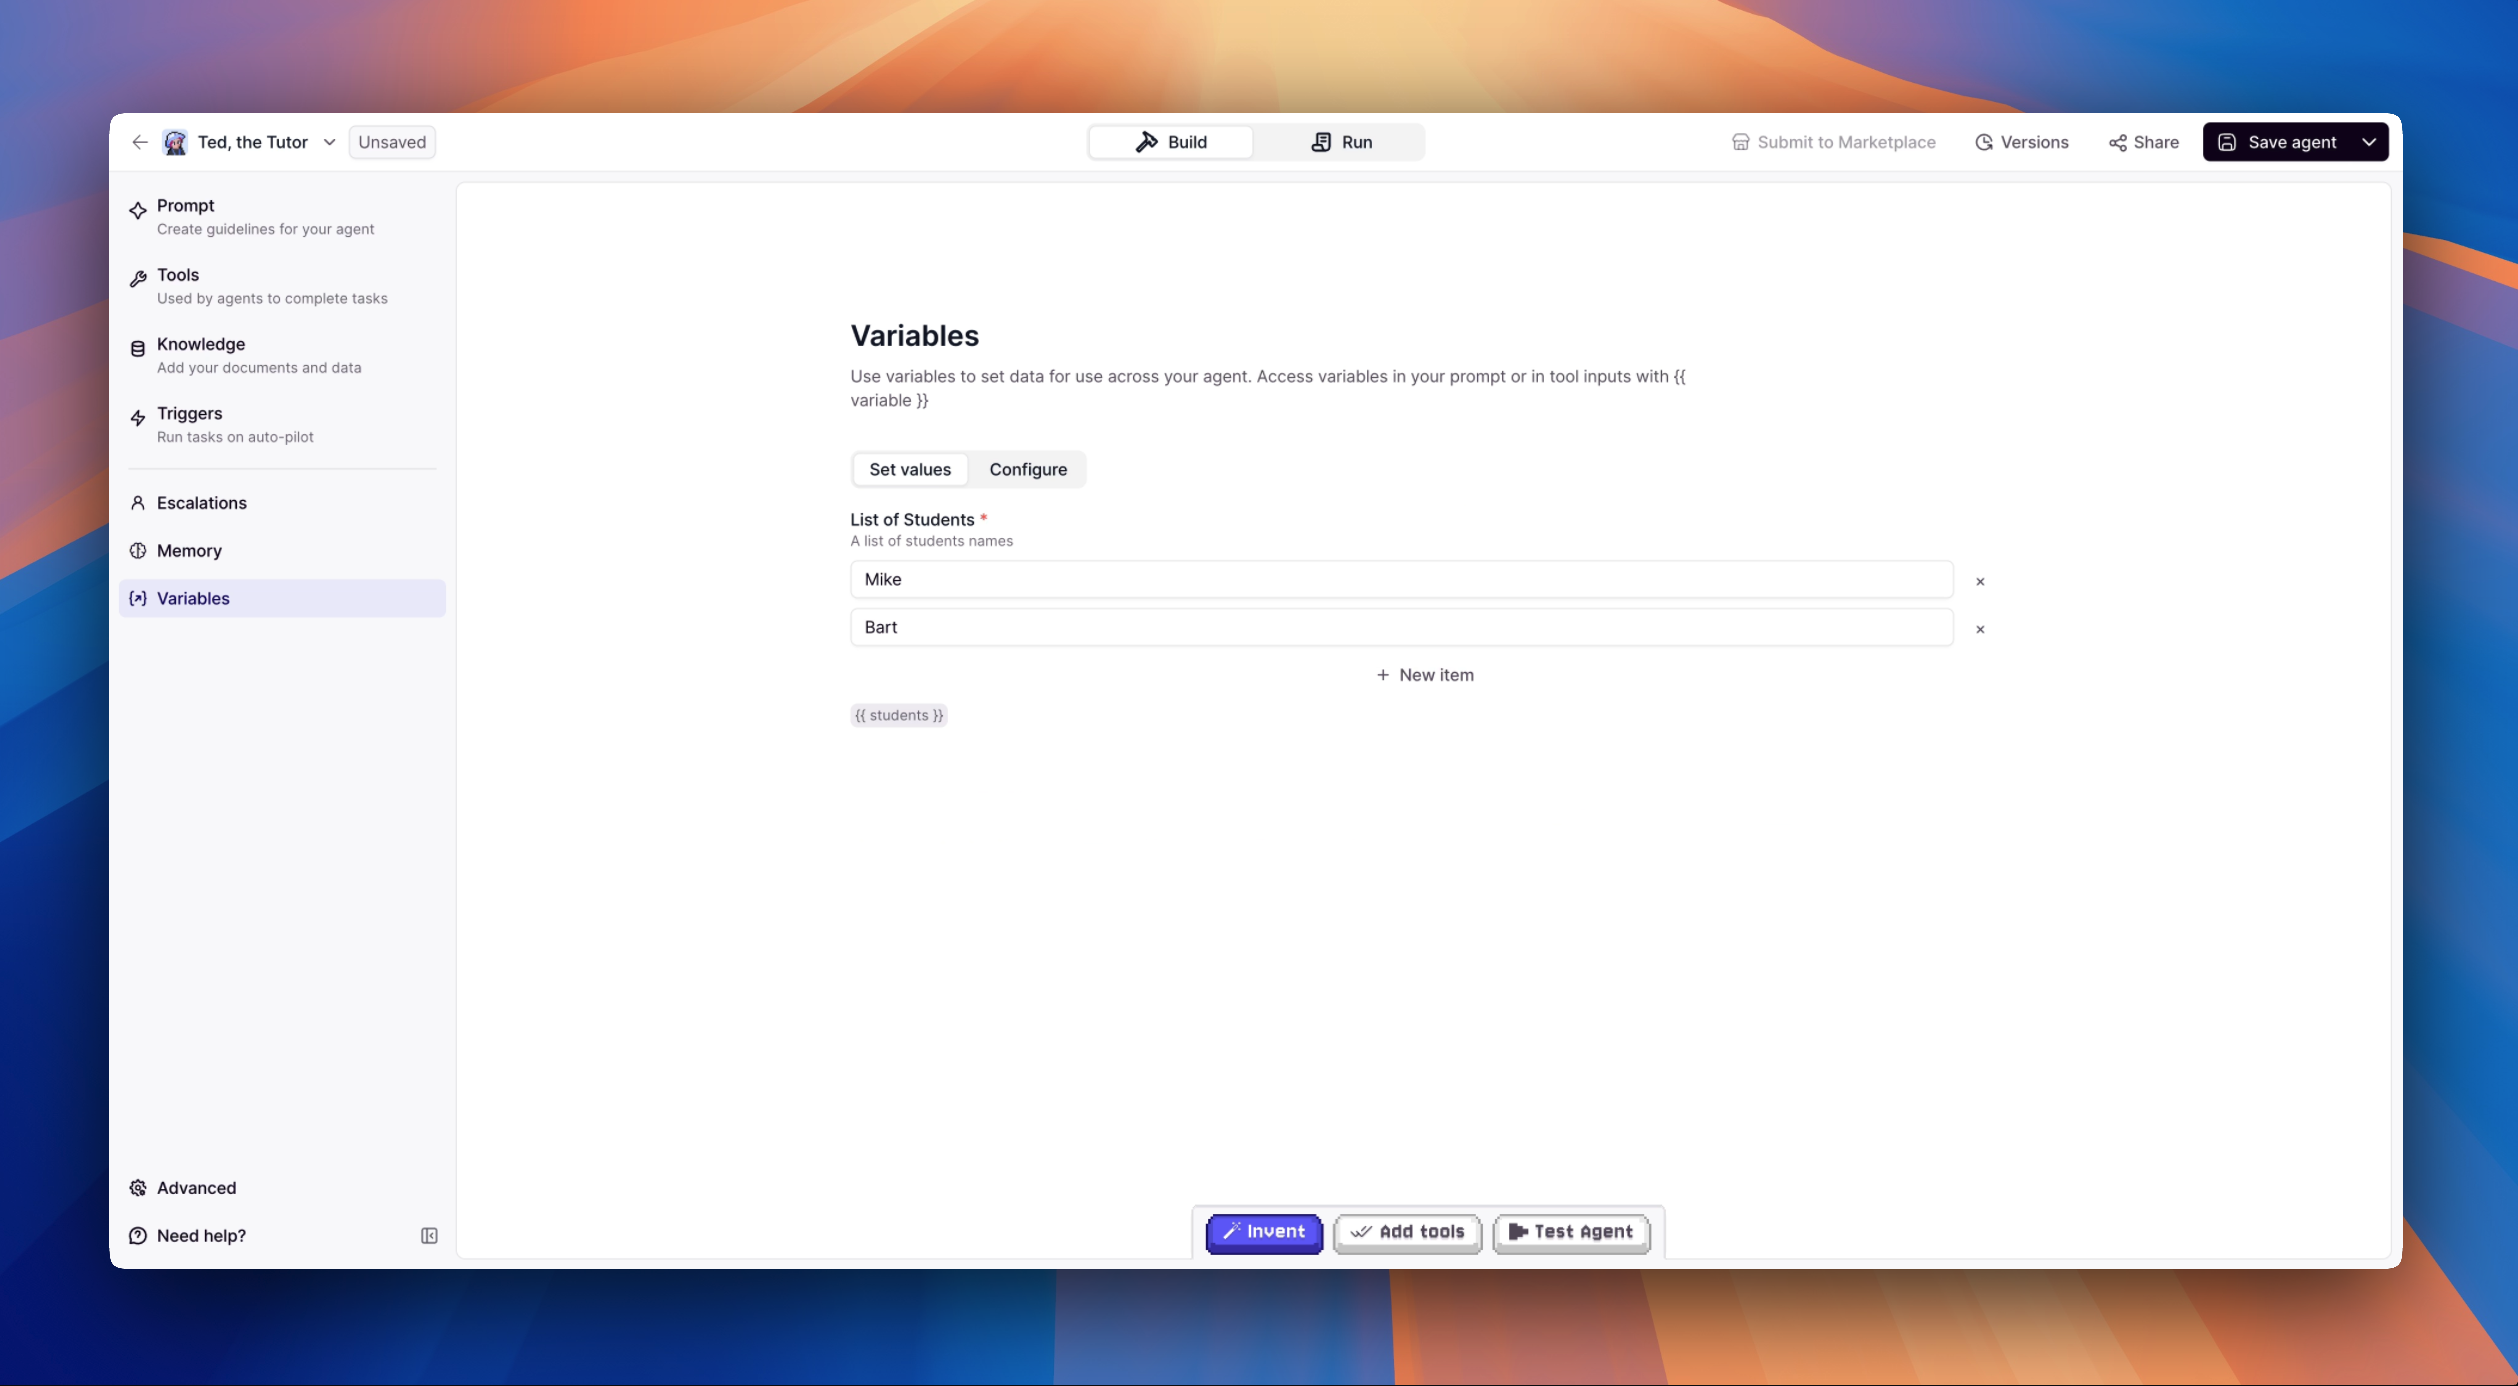 Ted, the Tutor
Unsaved
Build
Run
Submit to Marketplace
Versions
Share
Save agent
Prompt
Create guidelines for your agent
Tools
Used by agents to complete tasks
Knowledge
Add your documents and data
Triggers
Run tasks on auto-pilot
Escalations
Memory
Variables
Advanced
Need help?
Variables
Use variables to set data for use across your agent. Access variables in your prompt or in tool inputs with {{
variable }}
Set values
Configure
List of Students *
A list of students names
Mike
Bart
+ New item
{{ students }}
Invent
Add tools
Test Agent